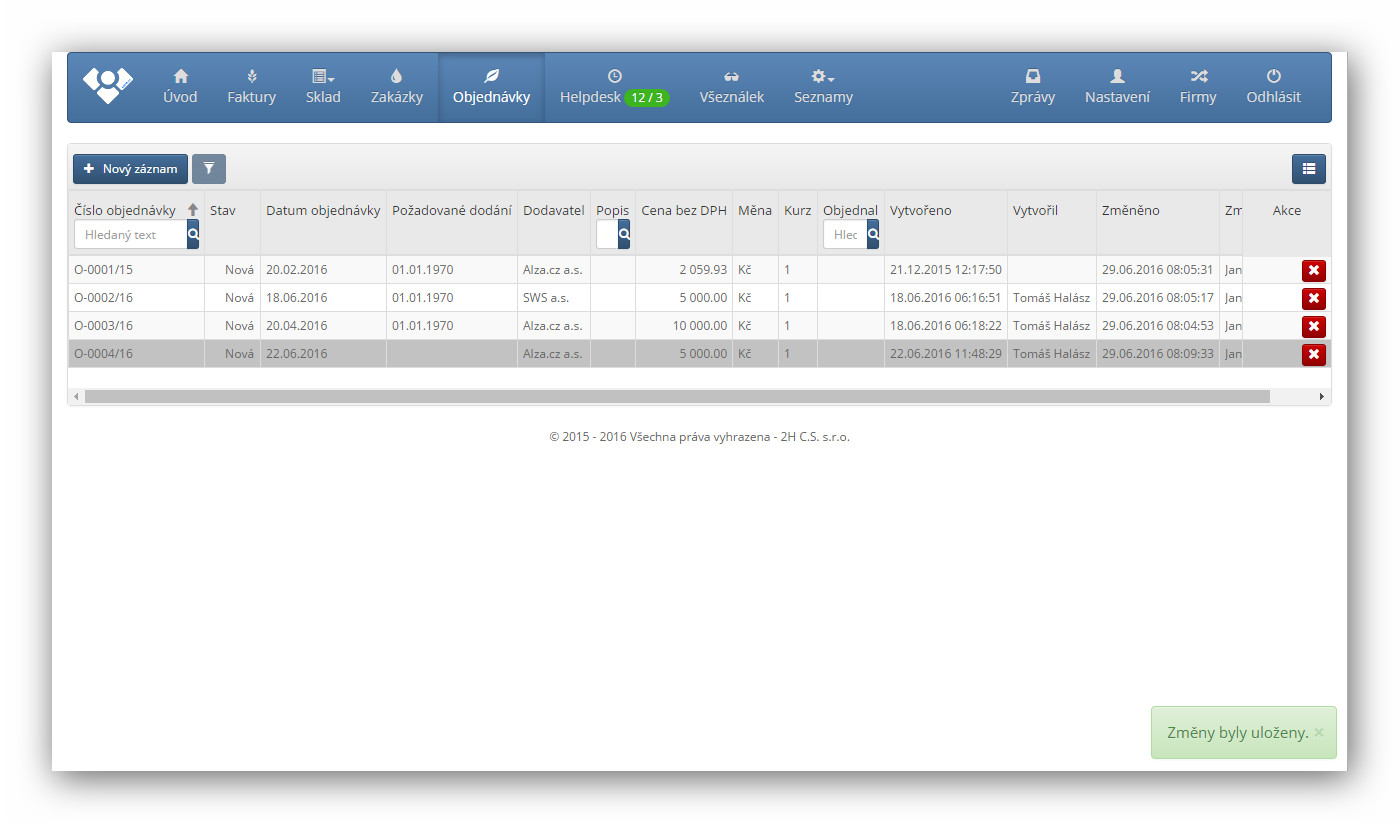 Úvod Faktury Sklad Zakázky Objednávky Helpdesk 12 / 3 Všeználek Seznamy Zprávy Nastavení Firmy Odhlásit
Nový záznam
Číslo objednávky Stav Datum objednávky Požadované dodání Dodavatel Popis Cena bez DPH Měna Kurz Objednal Vytvořeno Vytvořil Změněno Zm Akce
Hledaný text Hlec
O-0001/15 Nová 20.02.2016 01.01.1970 Alza.cz a.s. 2 059.93 Kč 1 21.12.2015 12:17:50 29.06.2016 08:05:31 Jan
O-0002/16 Nová 18.06.2016 01.01.1970 SWS a.s. 5 000.00 Kč 1 18.06.2016 06:16:51 Tomáš Halász 29.06.2016 08:05:17 Jan
O-0003/16 Nová 20.04.2016 01.01.1970 Alza.cz a.s. 10 000.00 Kč 1 18.06.2016 06:18:22 Tomáš Halász 29.06.2016 08:04:53 Jan
O-0004/16 Nová 22.06.2016 Alza.cz a.s. 5 000.00 Kč 1 22.06.2016 11:48:29 Tomáš Halász 29.06.2016 08:09:33 Jan
© 2015 - 2016 Všechna práva vyhrazena - 2H C.S. s.r.o.
Změny byly uloženy. ×